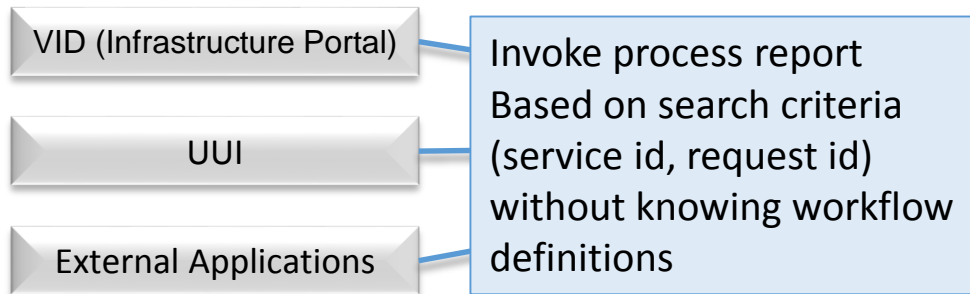 VID (Infrastructure Portal)
UUI
External Applications
Invoke process report
Based on search criteria
(service id, request id)
without knowing workflow
definitions